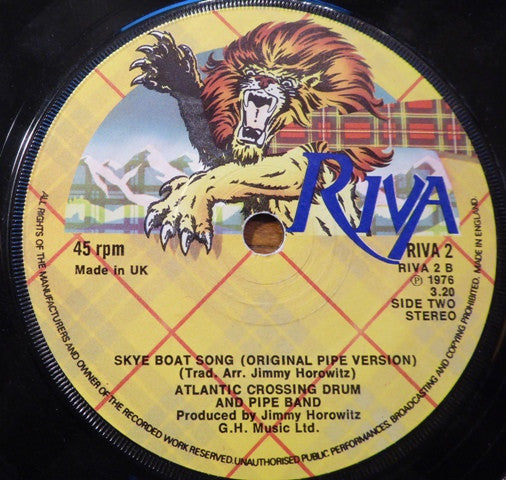 RIVA
45 rpm
Made in UK
RIVA 2
RIVA 2 B
Ⓟ 1976
3.20
SIDE TWO
STEREO
SKYE BOAT SONG (ORIGINAL PIPE VERSION)
(Trad. Arr. Jimmy Horowitz)
ATLANTIC CROSSING DRUM
AND PIPE BAND
Produced by Jimmy Horowitz
G.H. Music Ltd.
ALL RIGHTS OF THE MANUFACTURERS AND OWNER OF THE RECORDED WORK RESERVED. UNAUTHORISED PUBLIC PERFORMANCES, BROADCASTING AND COPYING PROHIBITED. MADE IN ENGLAND.